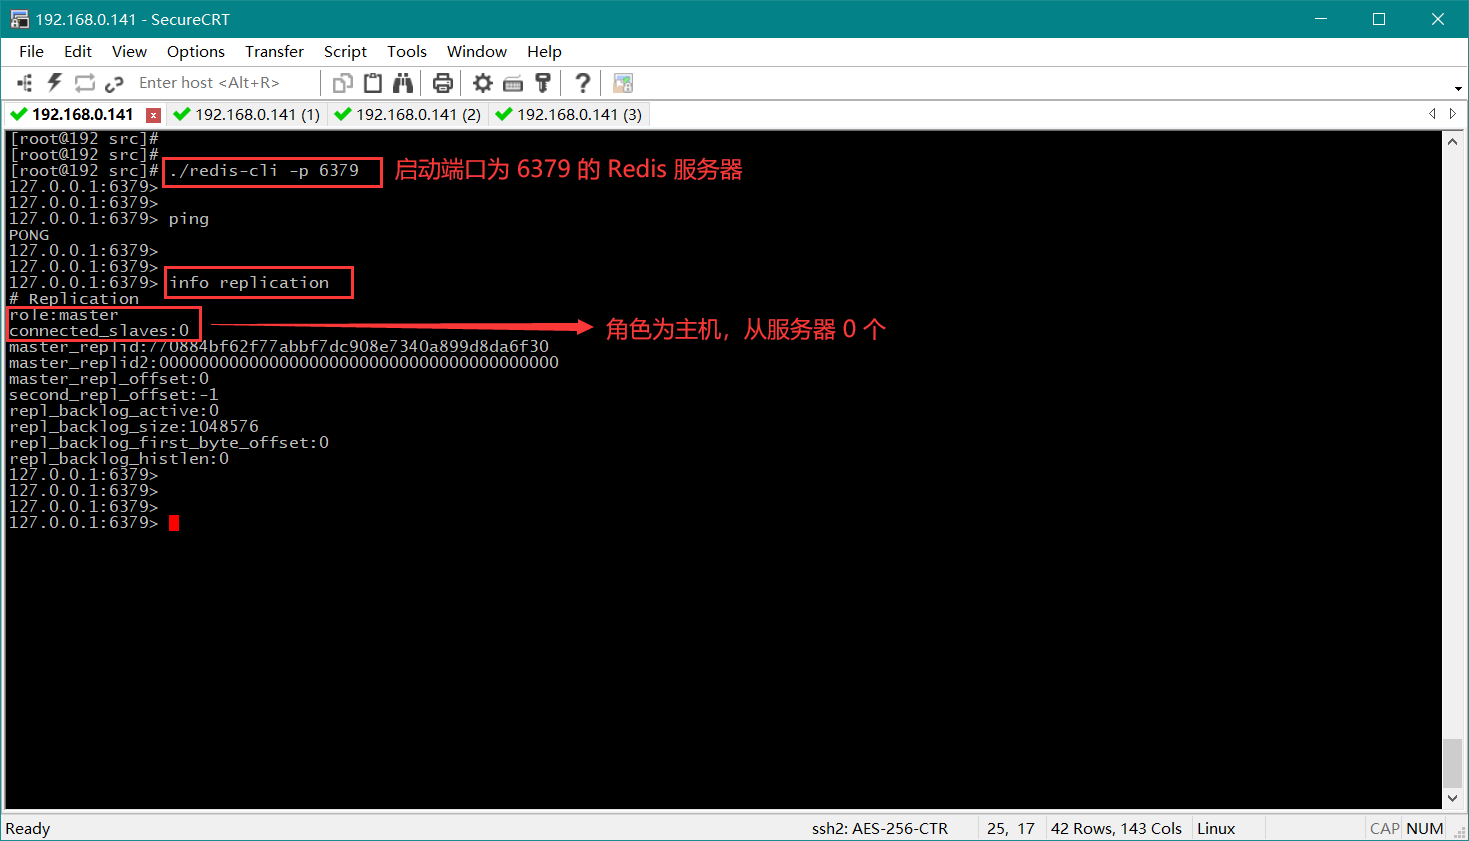 192.168.0.141 - SecureCRT
File Edit View Options Transfer Script Tools Window Help
Enter host <Alt+R>
192.168.0.141 x 192.168.0.141 (1) 192.168.0.141 (2) 192.168.0.141 (3)
[root@192 src]#
[root@192 src]#
[root@192 src]# ./redis-cli -p 6379 启动端口为 6379 的 Redis 服务器
127.0.0.1:6379>
127.0.0.1:6379>
127.0.0.1:6379> ping
PONG
127.0.0.1:6379>
127.0.0.1:6379>
127.0.0.1:6379> info replication
# Replication
role:master
connected_slaves:0 角色为主机，从服务器 0 个
master_replid:770884bf62f77abbf7dc908e7340a899d8da6f30
master_replid2:0000000000000000000000000000000000000000
master_repl_offset:0
second_repl_offset:-1
repl_backlog_active:0
repl_backlog_size:1048576
repl_backlog_first_byte_offset:0
repl_backlog_histlen:0
127.0.0.1:6379>
127.0.0.1:6379>
127.0.0.1:6379>
127.0.0.1:6379>
Ready ssh2: AES-256-CTR 25, 17 42 Rows, 143 Cols Linux CAP NUM